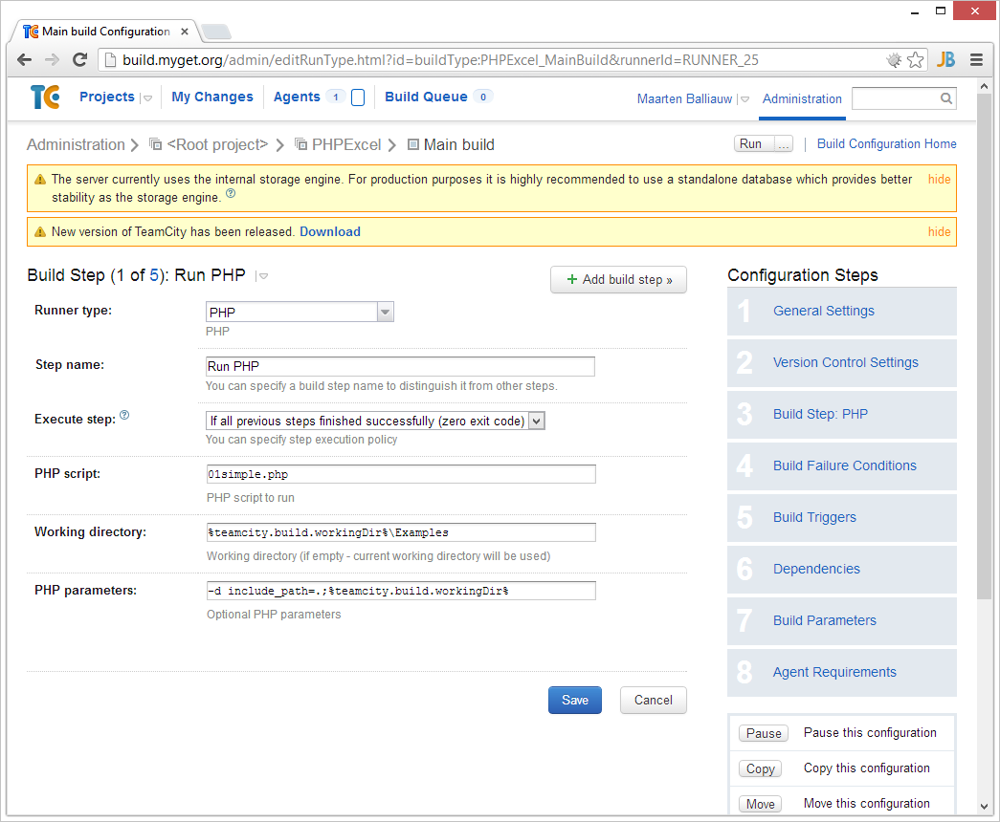 Main build Configuration ×
build.myget.org/admin/editRunType.html?id=buildType:PHPExcel_MainBuild&runnerId=RUNNER_25
JB
TC Projects My Changes Agents 1 Build Queue 0 Maarten Balliauw Administration
Administration > <Root project> > PHPExcel > Main build Run ... | Build Configuration Home
The server currently uses the internal storage engine. For production purposes it is highly recommended to use a standalone database which provides better hide
stability as the storage engine. ?
New version of TeamCity has been released. Download hide
Build Step (1 of 5): Run PHP
+ Add build step »
Runner type: PHP
PHP
Step name: Run PHP
You can specify a build step name to distinguish it from other steps.
Execute step: ? If all previous steps finished successfully (zero exit code)
You can specify step execution policy
PHP script: 01simple.php
PHP script to run
Working directory: %teamcity.build.workingDir%\Examples
Working directory (if empty - current working directory will be used)
PHP parameters: -d include_path=.;%teamcity.build.workingDir%
Optional PHP parameters
Save Cancel
Configuration Steps
1 General Settings
2 Version Control Settings
3 Build Step: PHP
4 Build Failure Conditions
5 Build Triggers
6 Dependencies
7 Build Parameters
8 Agent Requirements
Pause Pause this configuration
Copy Copy this configuration
Move Move this configuration